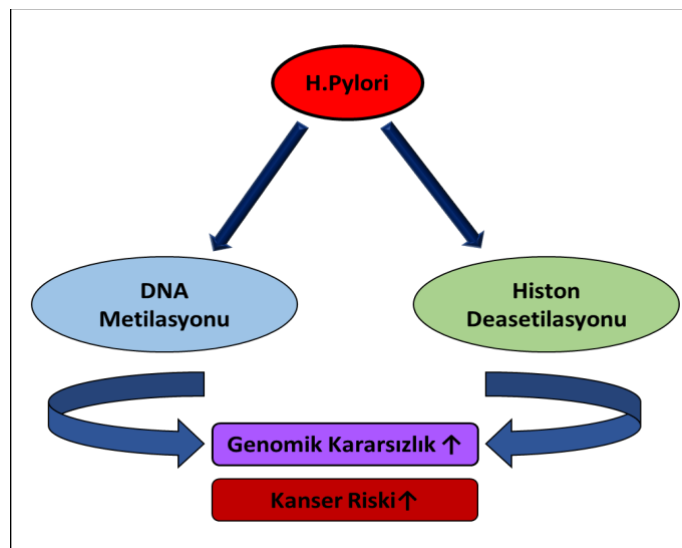 H.Pylori
DNA
Metilasyonu
Histon
Deasetilasyonu
Genomik Kararsızlık ↑
Kanser Riski↑